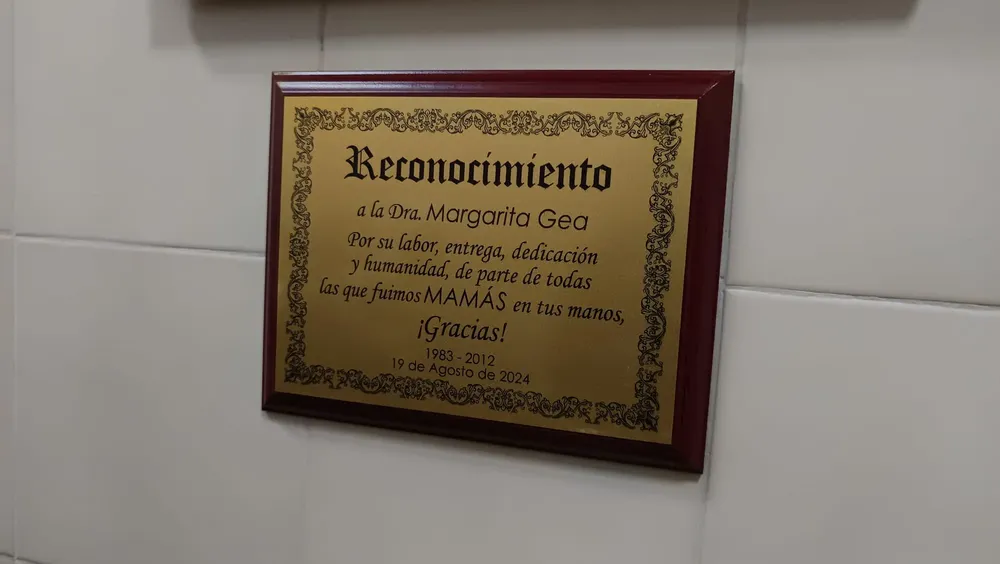 Reconocimiento
a la Dra. Margarita Gea
Por su labor, entrega, dedicación
y humanidad, de parte de todas
las que fuimos MAMÁS en tus manos,
¡Gracias!
1983 - 2012
19 de Agosto de 2024